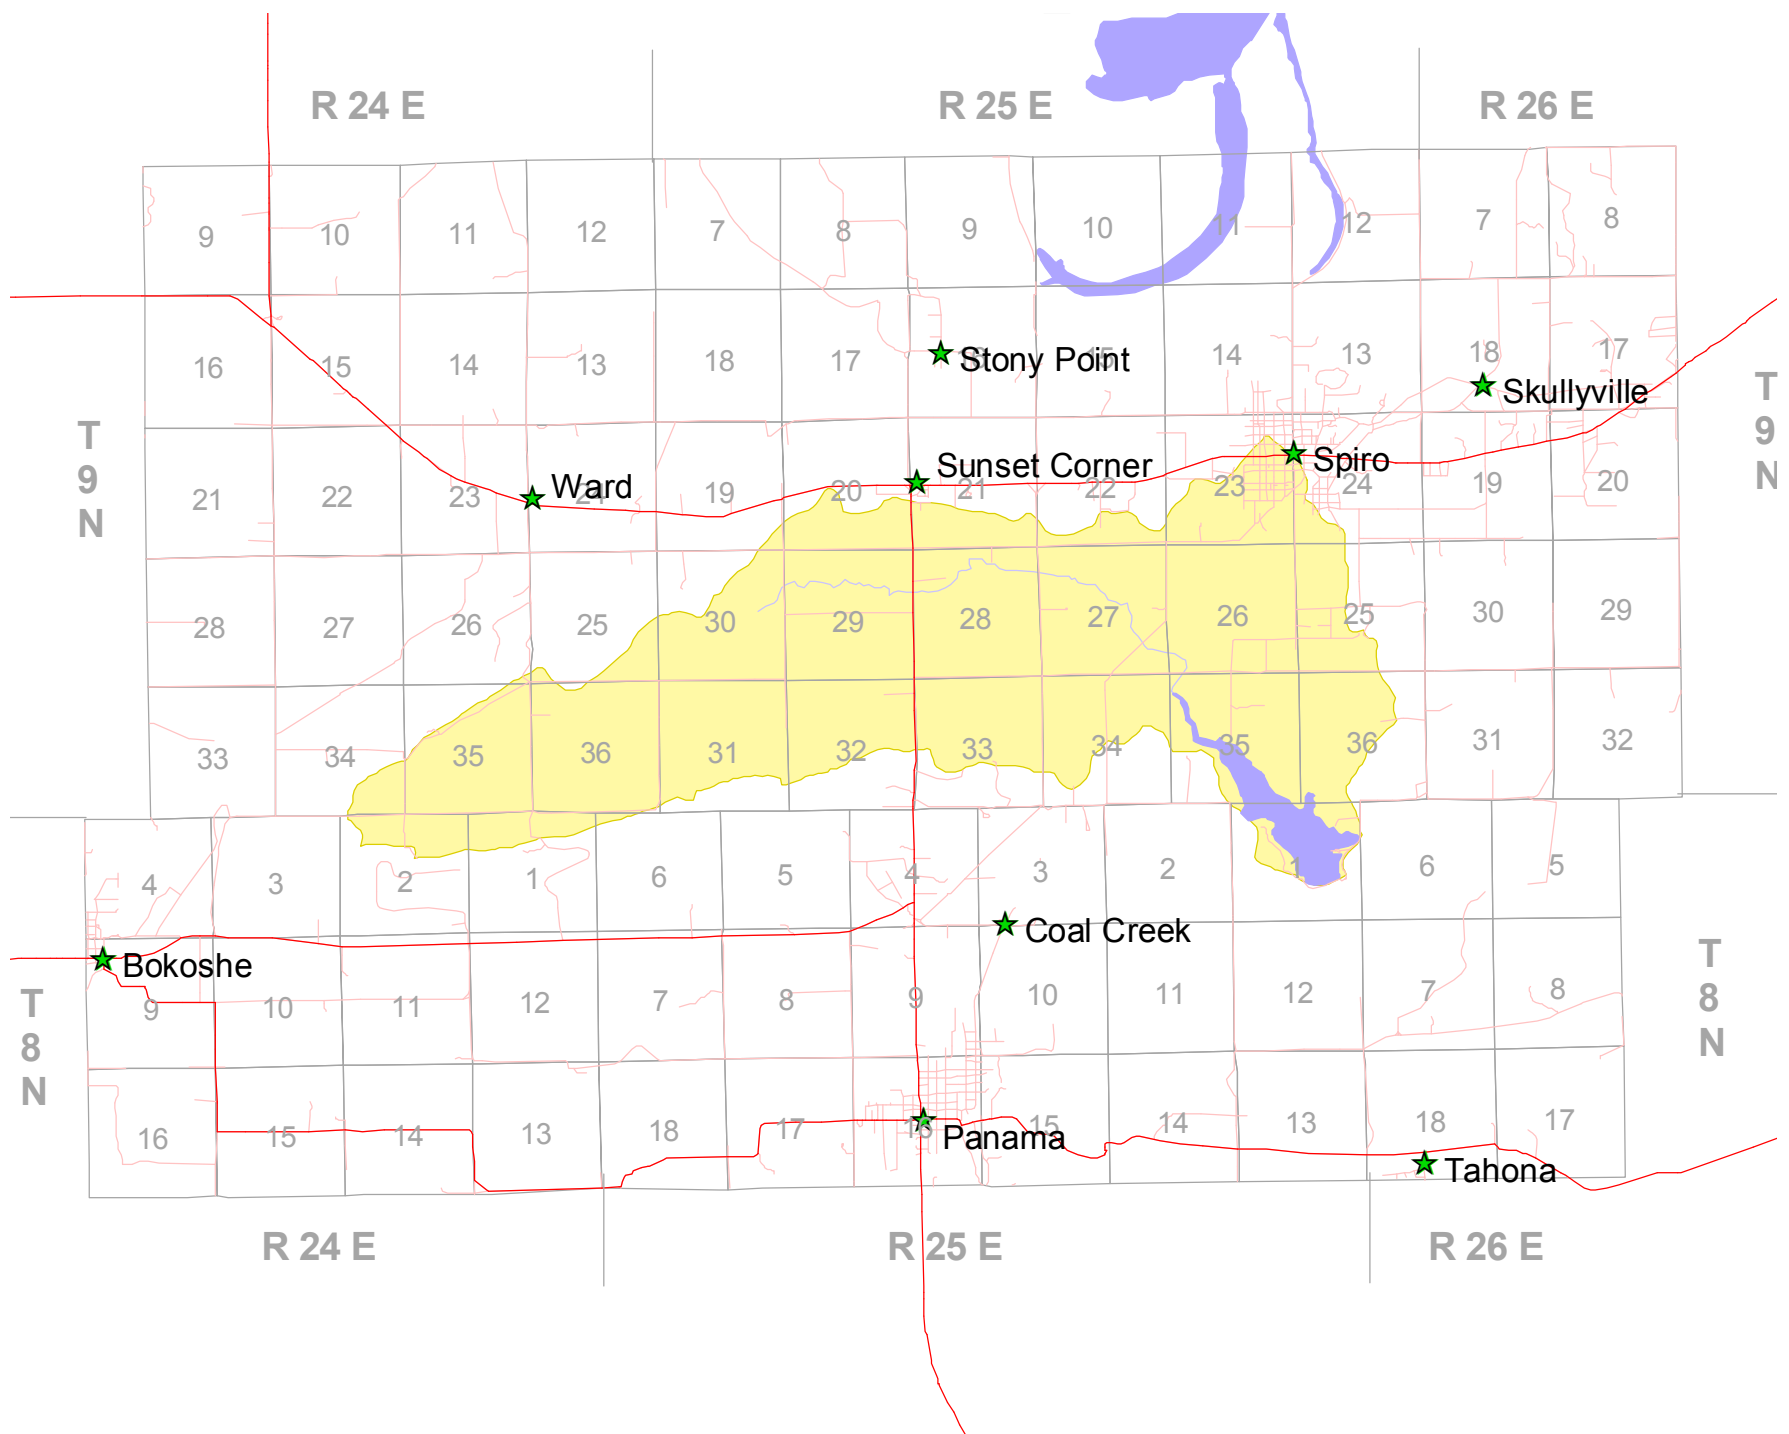 R 24 E R 25 E R 26 E
9 10 11 12 7 8 9 10 11 12 7 8
16 15 14 13 18 17 16 15 14 13 18 17
Stony Point
Skullyville
T 9 N
T 9 N
21 22 23 24 19 20 21 22 23 24 19 20
Ward
Sunset Corner
Spiro
28 27 26 25 30 29 28 27 26 25 30 29
33 34 35 36 31 32 33 34 35 36 31 32
4 3 2 1 6 5 4 3 2 1 6 5
Coal Creek
Bokoshe
T 8 N
T 8 N
9 10 11 12 7 8 9 10 11 12 7 8
16 15 14 13 18 17 16 15 14 13 18 17
Panama
Tahona
R 24 E R 25 E R 26 E